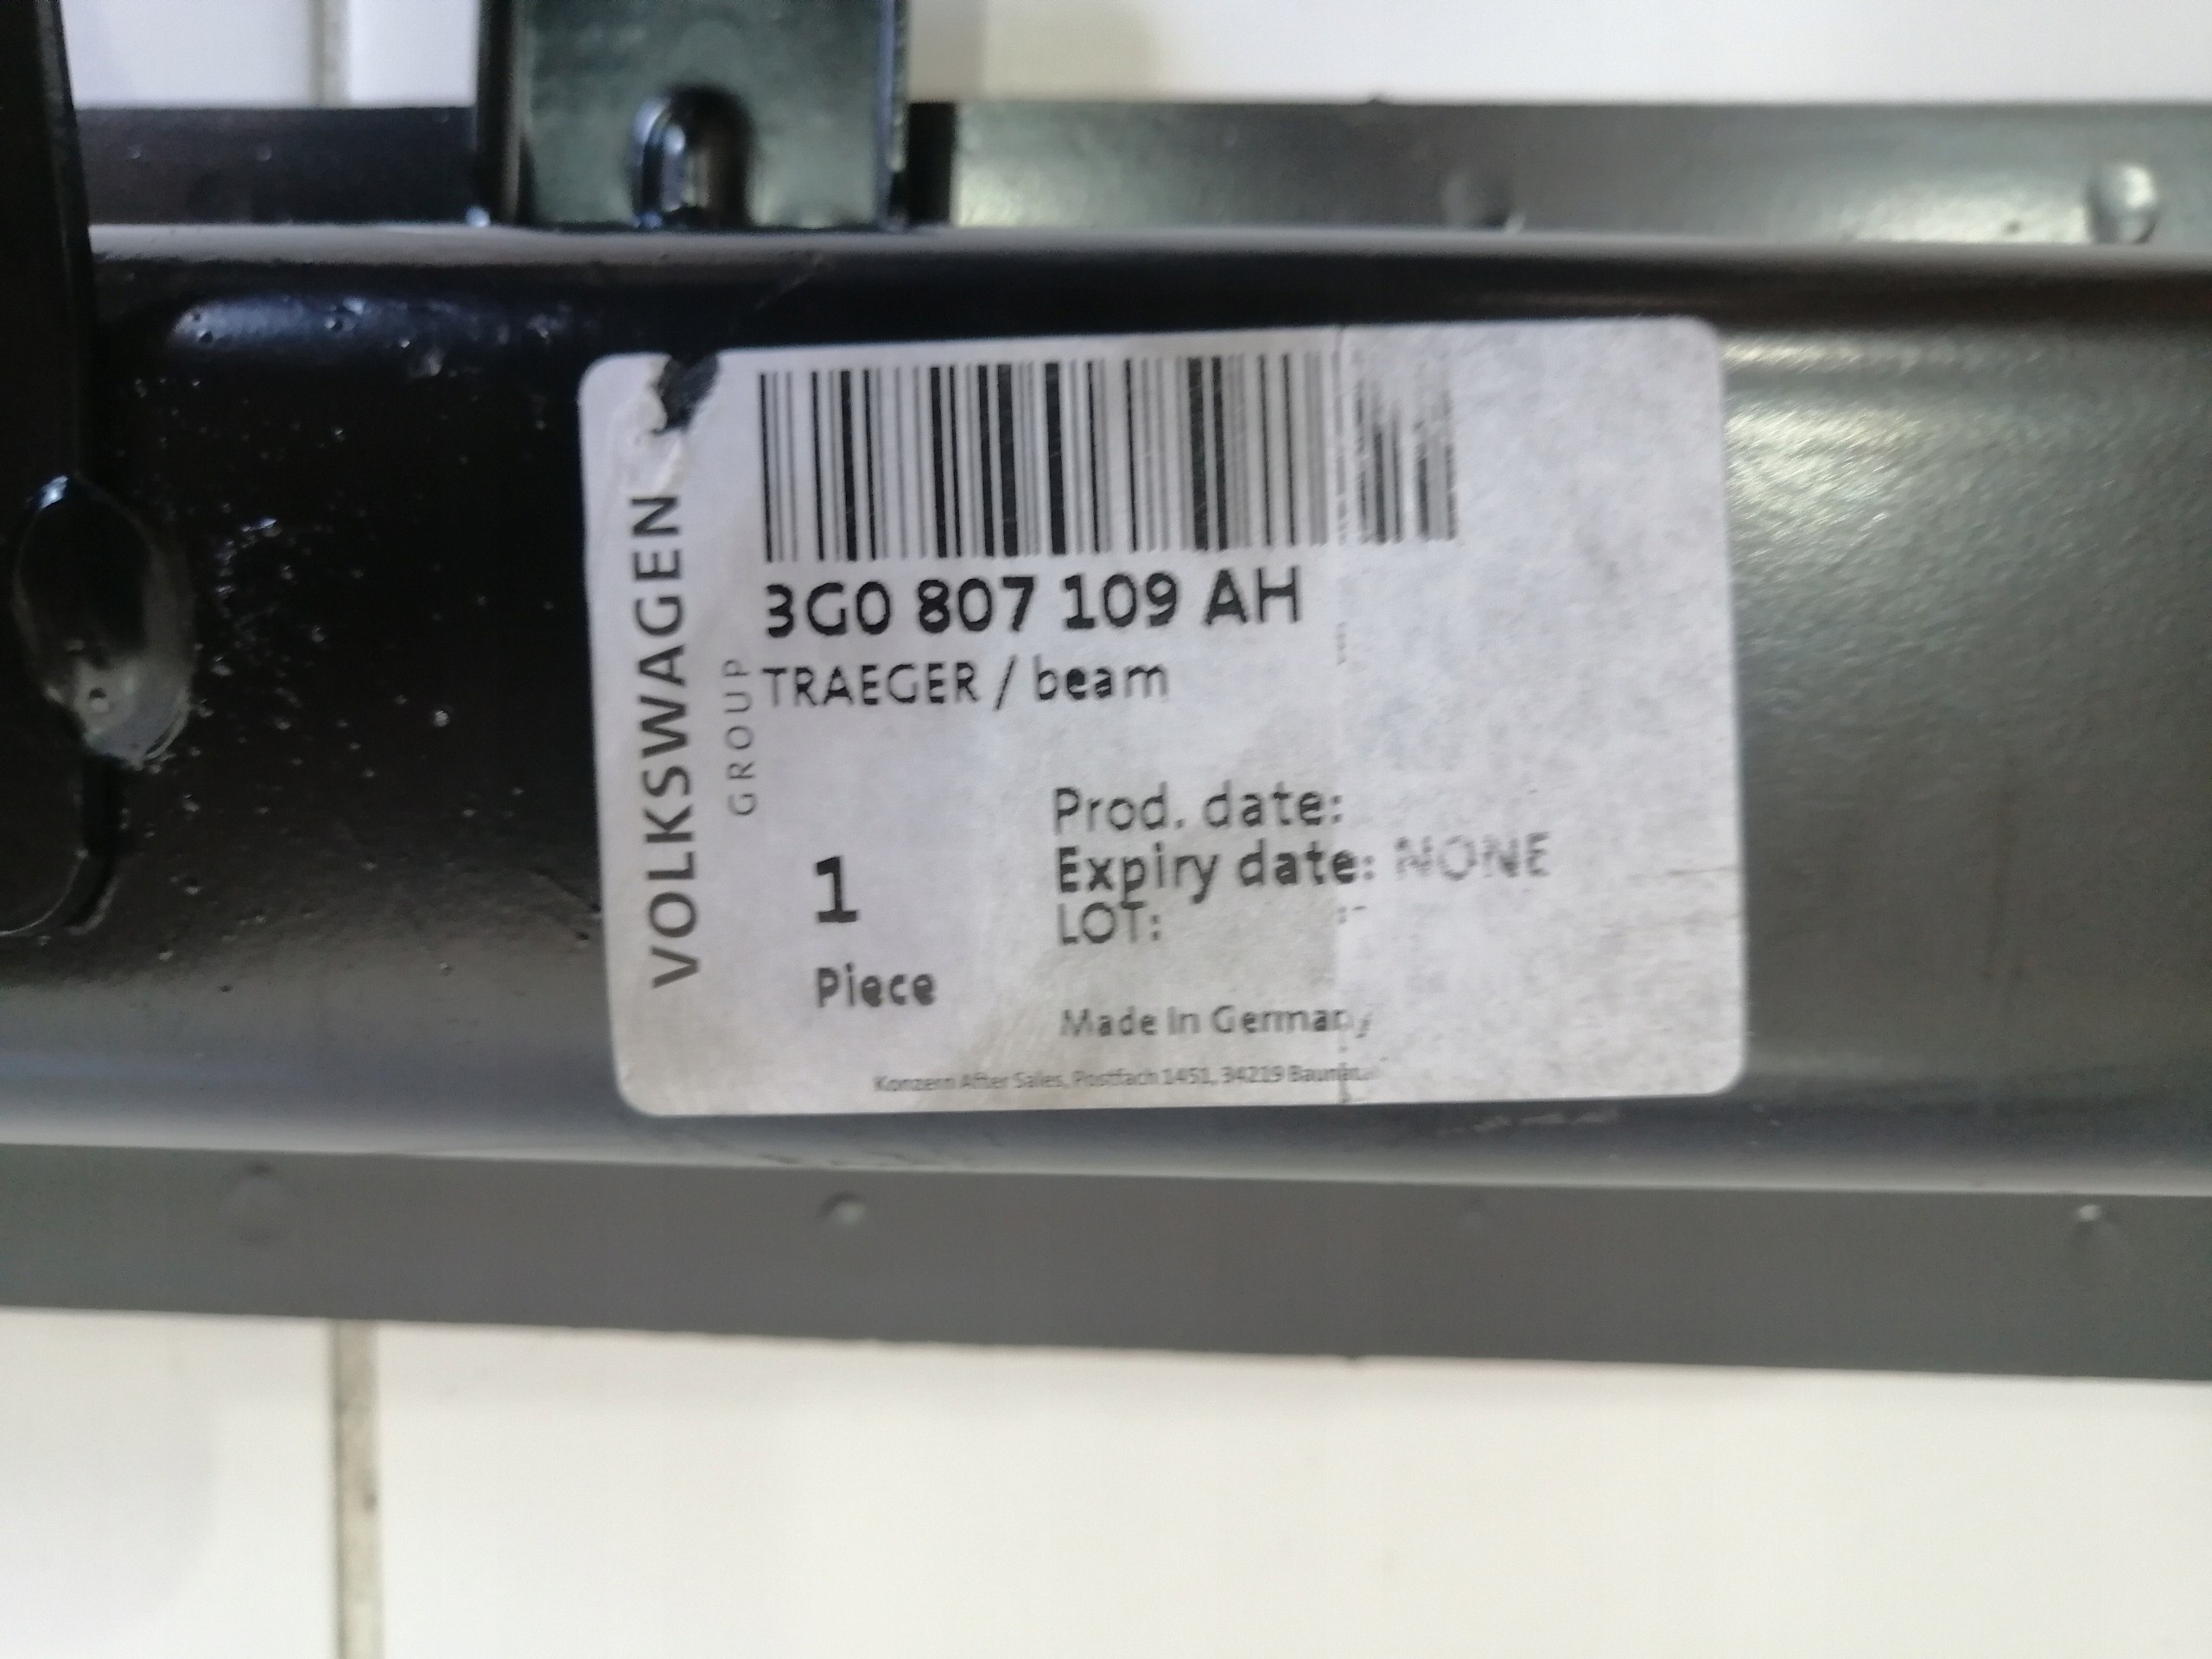 VOLKSWAGEN
GROUP
3G0 807 109 AH
TRAEGER / beam
Prod. date:
Expiry date: NONE
LOT:
1
Piece
Made in Germany
Konzern After Sales, Postfach 1451, 34219 Baunatal